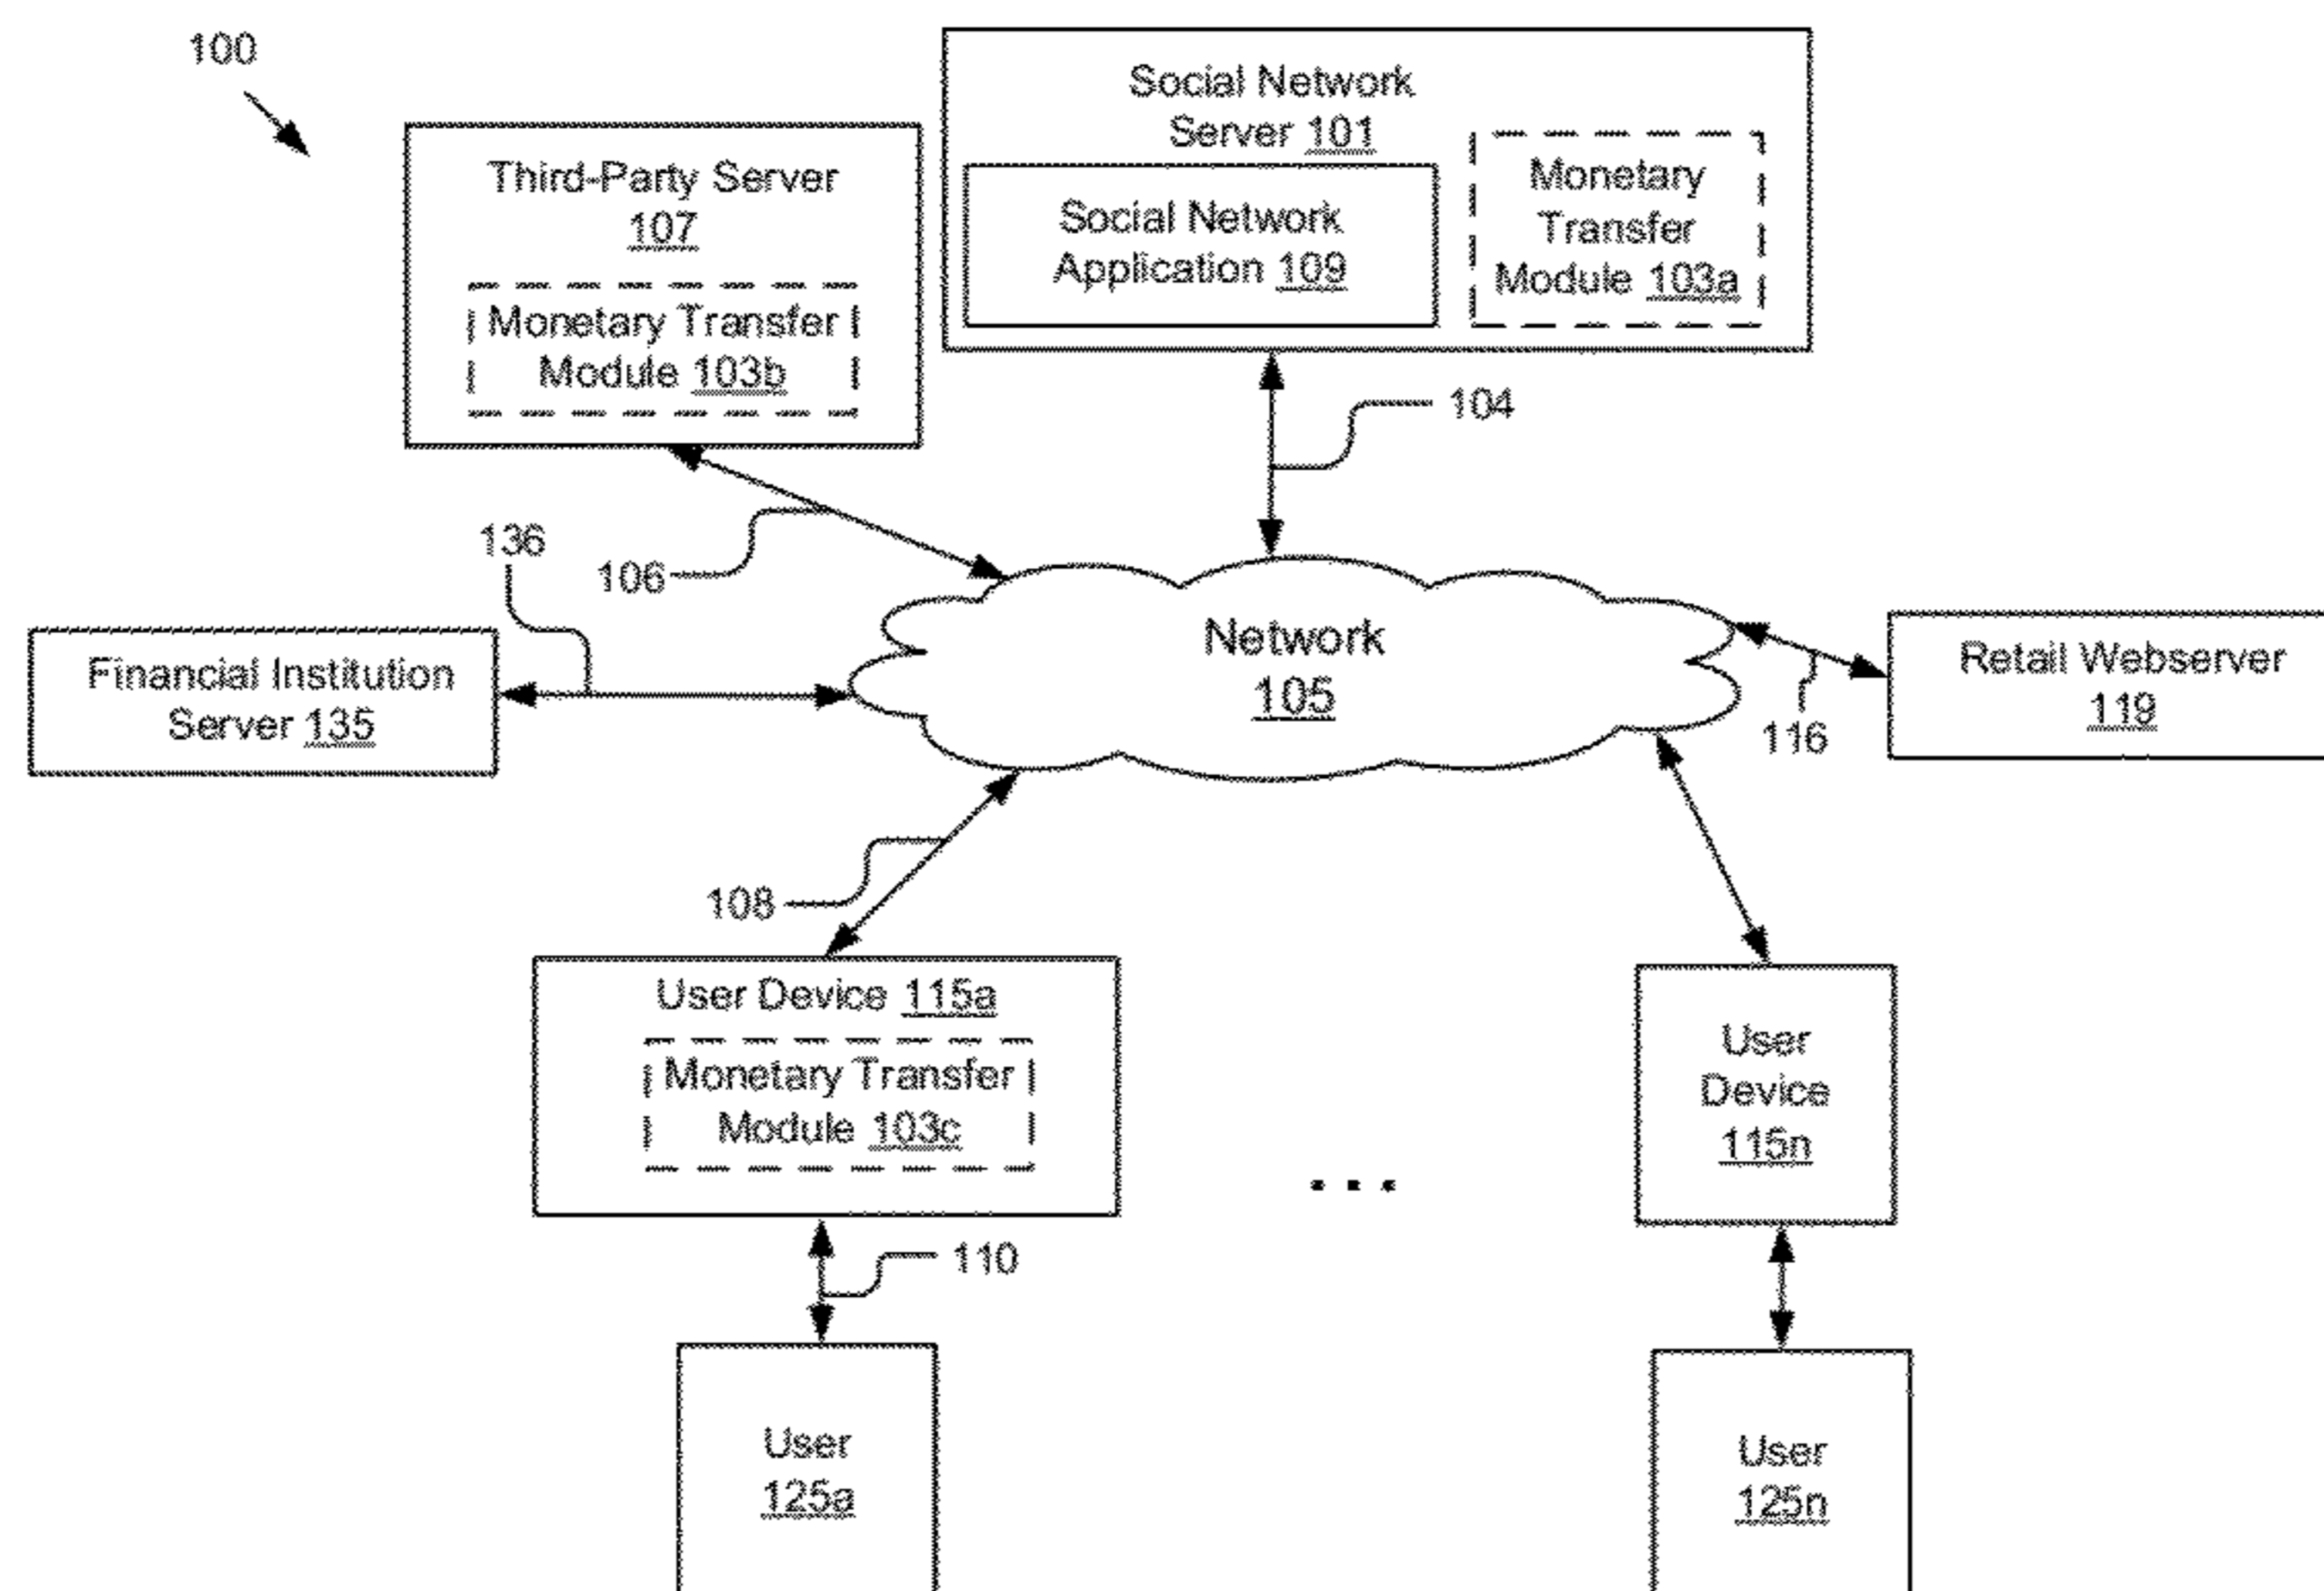 100
Social Network
Server 101
Third-Party Server
107
Monetary Transfer
Module 103b
Social Network
Application 109
Monetary
Transfer
Module 103a
104
106
136
Financial Institution
Server 135
Network
105
116
Retail Webserver
119
108
User Device 115a
Monetary Transfer
Module 103c
...
User
Device
115n
110
User
125a
User
125n